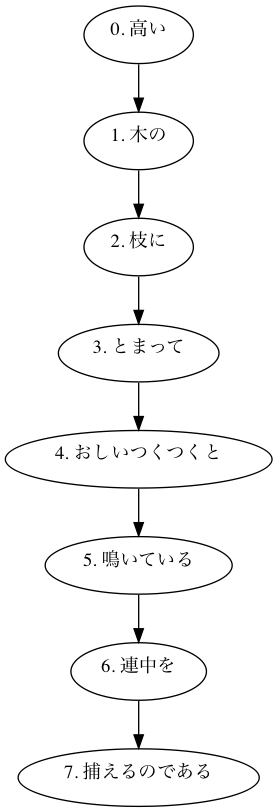 0. 高い
1. 木の
2. 枝に
3. とまって
4. おしいつくつくと
5. 鳴いている
6. 連中を
7. 捕えるのである